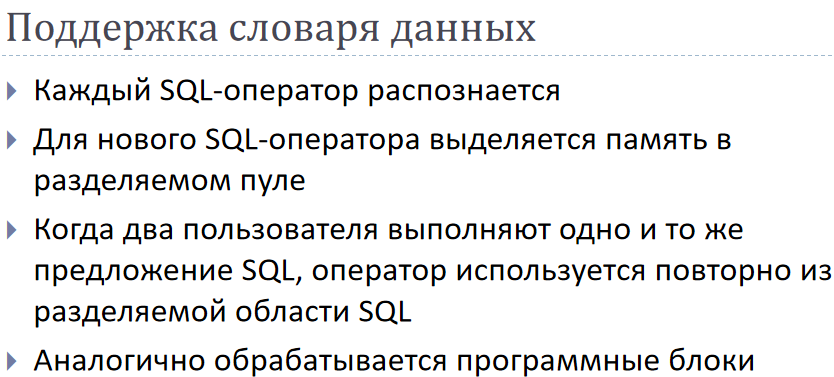 Поддержка словаря данных
Каждый SQL-оператор распознается
Для нового SQL-оператора выделяется память в
разделяемом пуле
Когда два пользователя выполняют одно и то же
предложение SQL, оператор используется повторно из
разделяемой области SQL
Аналогично обрабатывается программные блоки